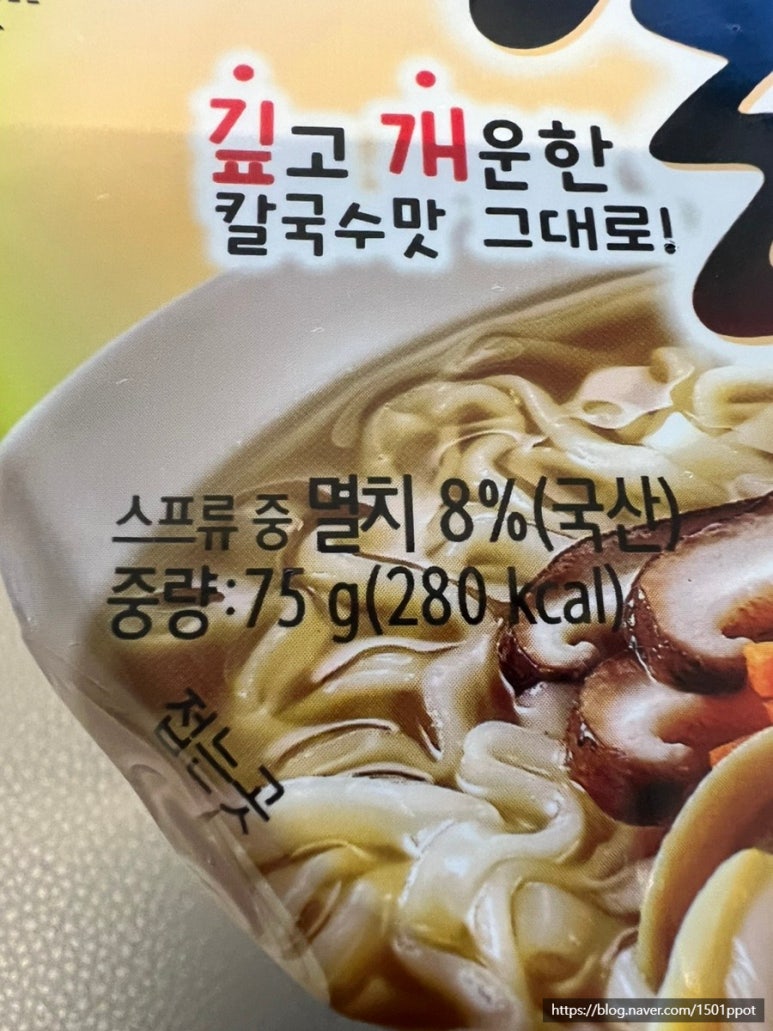 깊고 개운한
칼국수맛 그대로!
스프류 중 멸치 8%(국산)
중량:75 g(280 kcal)
접는곳
https://blog.naver.com/1501ppot